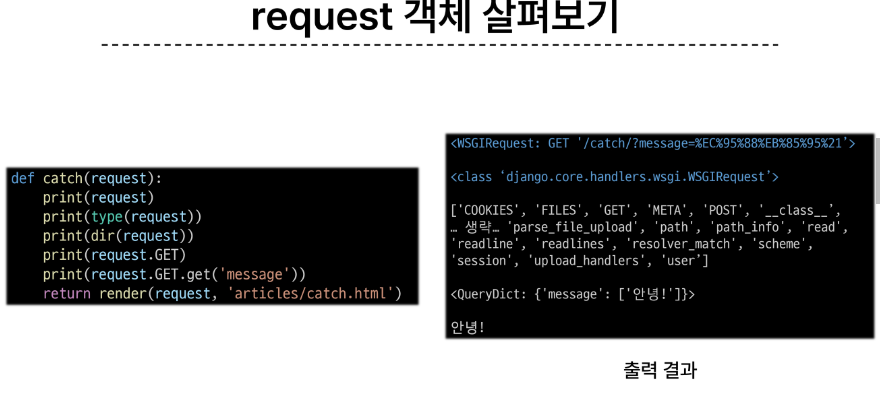 request 객체 살펴보기
def catch(request):
    print(request)
    print(type(request))
    print(dir(request))
    print(request.GET)
    print(request.GET.get('message'))
    return render(request, 'articles/catch.html')
<WSGIRequest: GET '/catch/?message=%EC%95%88%EB%85%95%21’>
<class ‘django.core.handlers.wsgi.WSGIRequest’>
['COOKIES', 'FILES', 'GET', 'META', 'POST', '__class__’,
… 생략… 'parse_file_upload', 'path', 'path_info', 'read',
'readline', 'readlines', 'resolver_match', 'scheme',
'session', 'upload_handlers', 'user’]
<QueryDict: {'message': ['안녕!']}>
안녕!
출력 결과